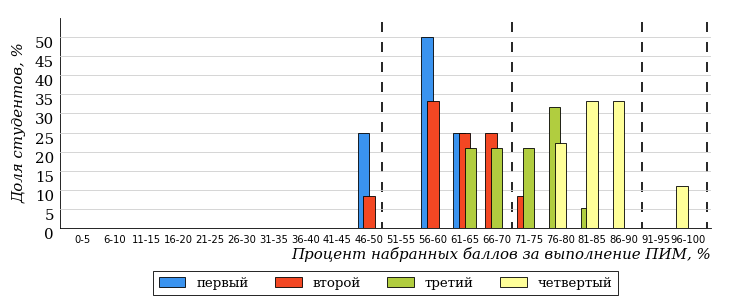 Доля студентов, %
50
45
40
35
30
25
20
15
10
5
0
0-5 6-10 11-15 16-20 21-25 26-30 31-35 36-40 41-45 46-50 51-55 56-60 61-65 66-70 71-75 76-80 81-85 86-90 91-95 96-100
Процент набранных баллов за выполнение ПИМ, %
первый второй третий четвертый